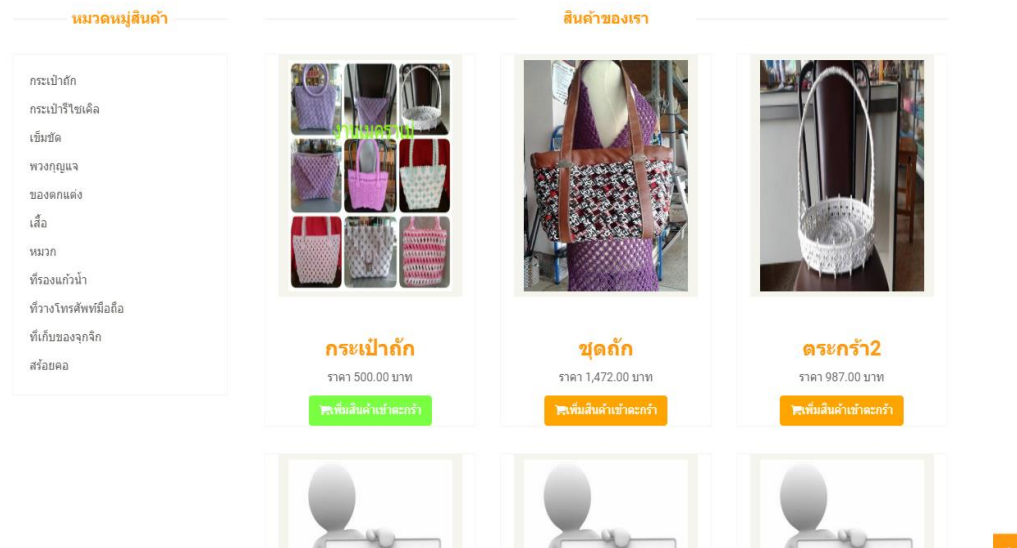 หมวดหมู่สินค้า
สินค้าของเรา
กระเป๋าถัก
กระเป๋ารีไซเคิล
เข็มขัด
พวงกุญแจ
ของตกแต่ง
เสื้อ
หมวก
ที่รองแก้วน้ำ
ที่วางโทรศัพท์มือถือ
ที่เก็บของจุกจิก
สร้อยคอ
กระเป๋าถัก
ราคา 500.00 บาท
เพิ่มสินค้าเข้าตะกร้า
ชุดถัก
ราคา 1,472.00 บาท
เพิ่มสินค้าเข้าตะกร้า
ตระกร้า2
ราคา 987.00 บาท
เพิ่มสินค้าเข้าตะกร้า